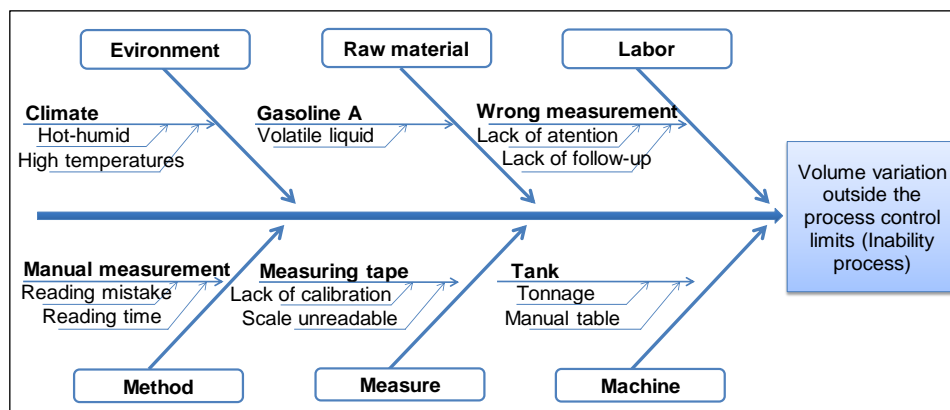 Evironment
Raw material
Labor
Climate
Hot-humid
High temperatures
Gasoline A
Volatile liquid
Wrong measurement
Lack of atention
Lack of follow-up
Volume variation
outside the
process control
limits (Inability
process)
Manual measurement
Reading mistake
Reading time
Measuring tape
Lack of calibration
Scale unreadable
Tank
Tonnage
Manual table
Method
Measure
Machine